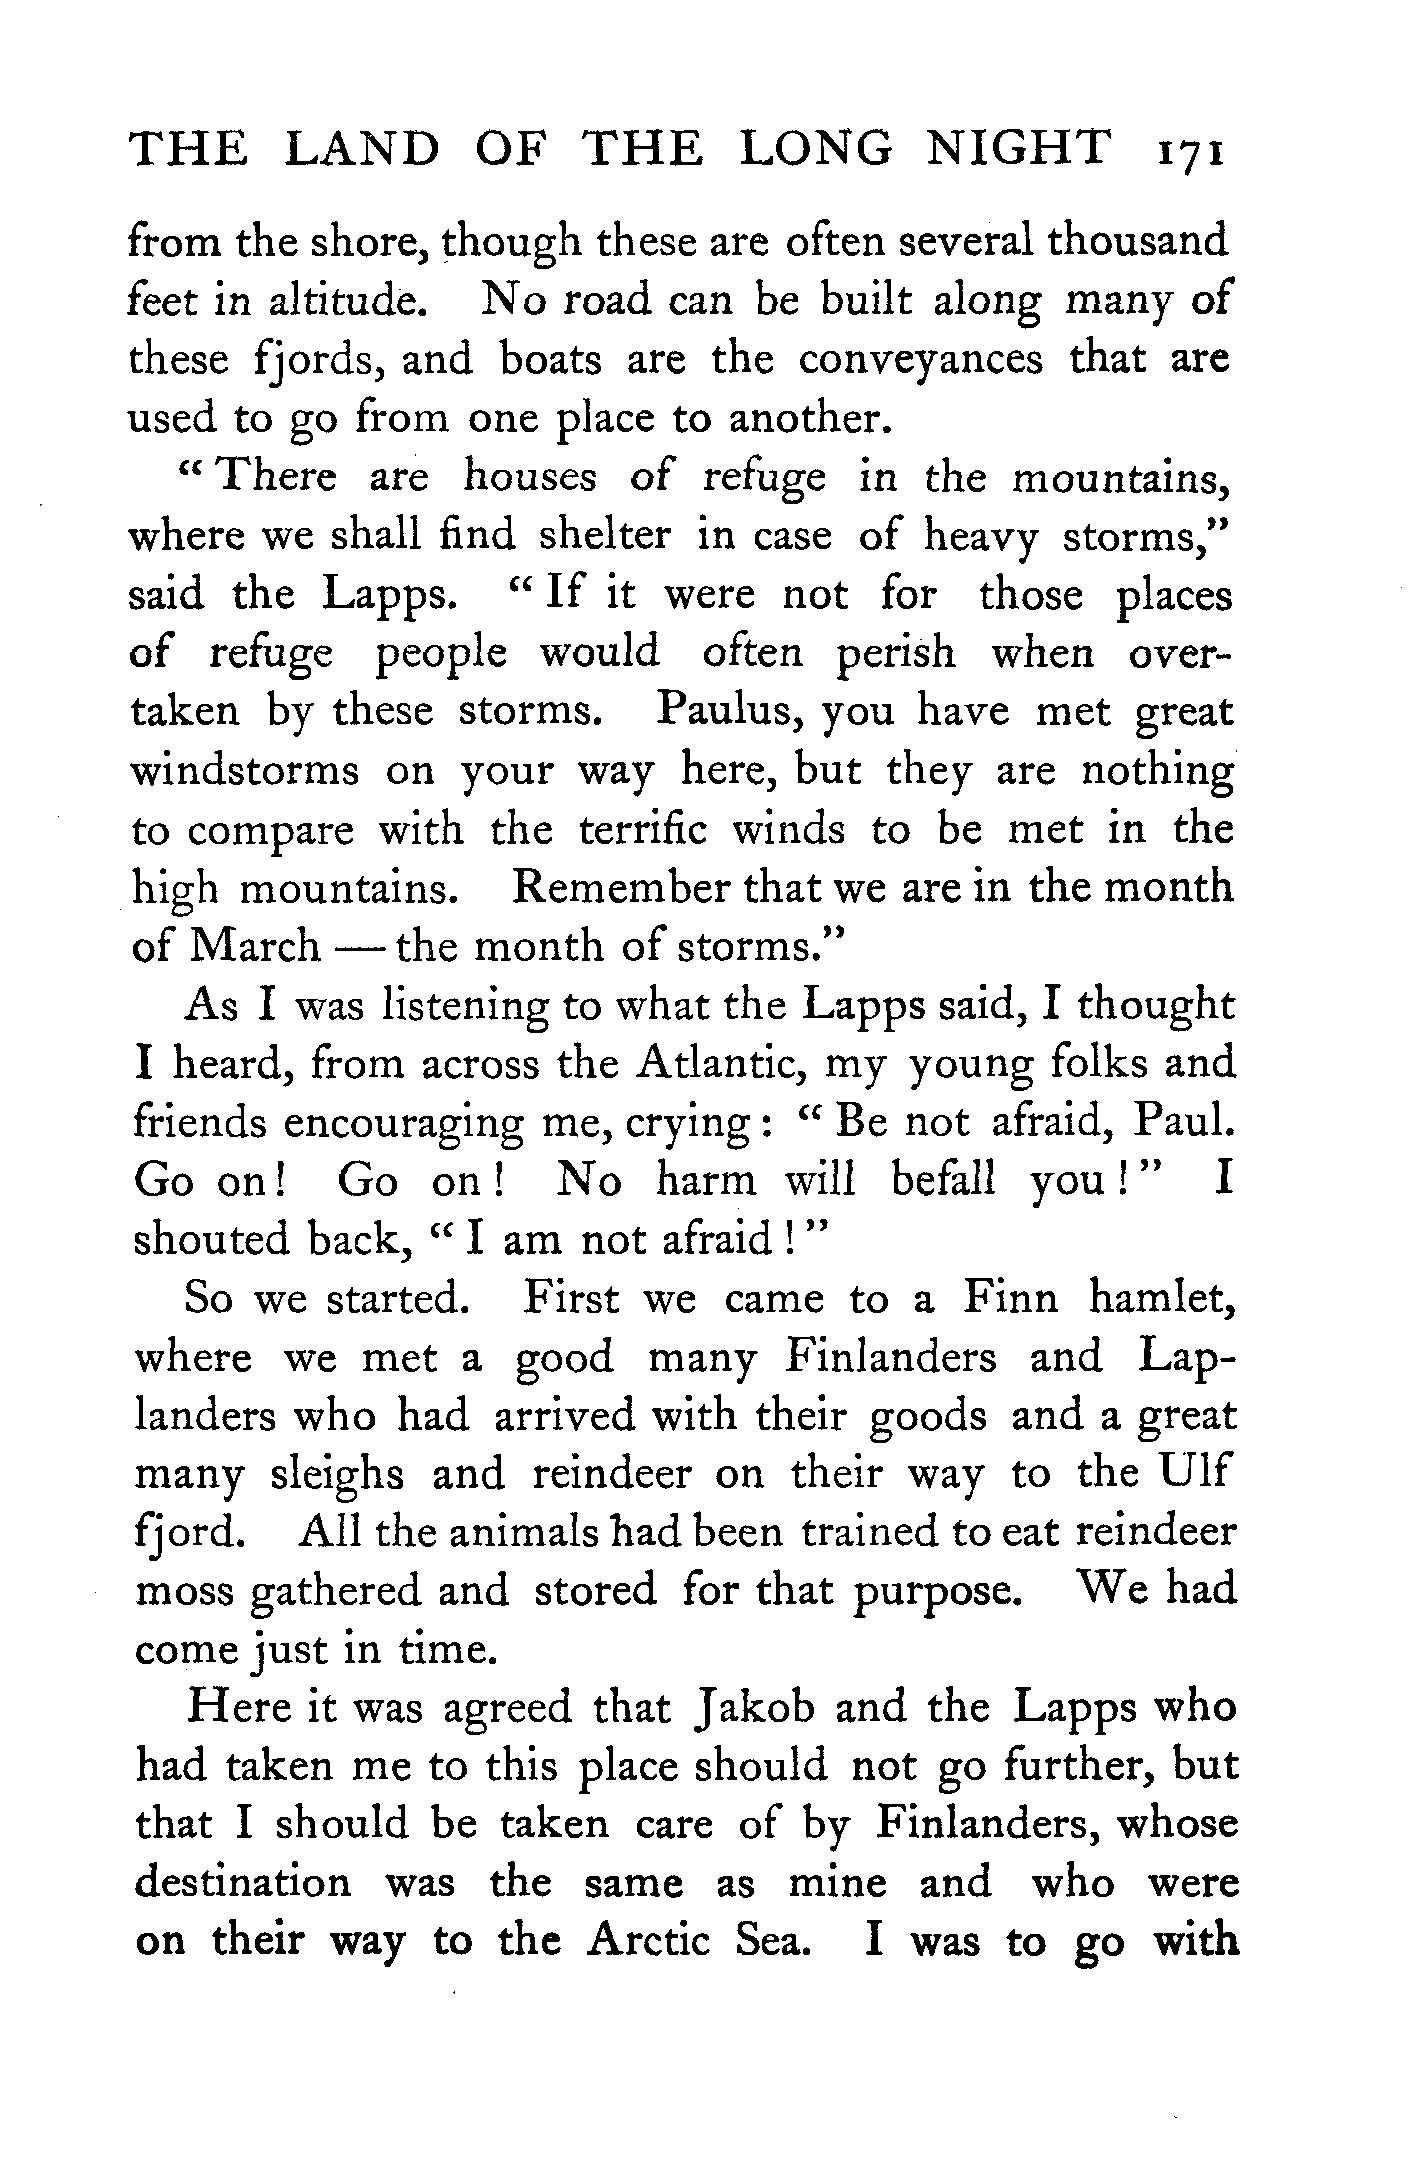 THE LAND OF THE LONG NIGHT 171
from the shore, though these are often several thousand
feet in altitude. No road can be built along many of
these fjords, and boats are the conveyances that are
used to go from one place to another.
“ There are houses of refuge in the mountains,
where we shall find shelter in case of heavy storms,”
said the Lapps. “ If it were not for those places
of refuge people would often perish when over-
taken by these storms. Paulus, you have met great
windstorms on your way here, but they are nothing
to compare with the terrific winds to be met in the
high mountains. Remember that we are in the month
of March — the month of storms.”
As I was listening to what the Lapps said, I thought
I heard, from across the Atlantic, my young folks and
friends encouraging me, crying : “ Be not afraid, Paul.
Go on! Go on ! No harm will befall you ! ” I
shouted back, “ I am not afraid ! ”
So we started. First we came to a Finn hamlet,
where we met a good many Finlanders and Lap-
landers who had arrived with their goods and a great
many sleighs and reindeer on their way to the Ulf
fjord. All the animals had been trained to eat reindeer
moss gathered and stored for that purpose. We had
come just in time.
Here it was agreed that Jakob and the Lapps who
had taken me to this place should not go further, but
that I should be taken care of by Finlanders, whose
destination was the same as mine and who were
on their way to the Arctic Sea. I was to go with